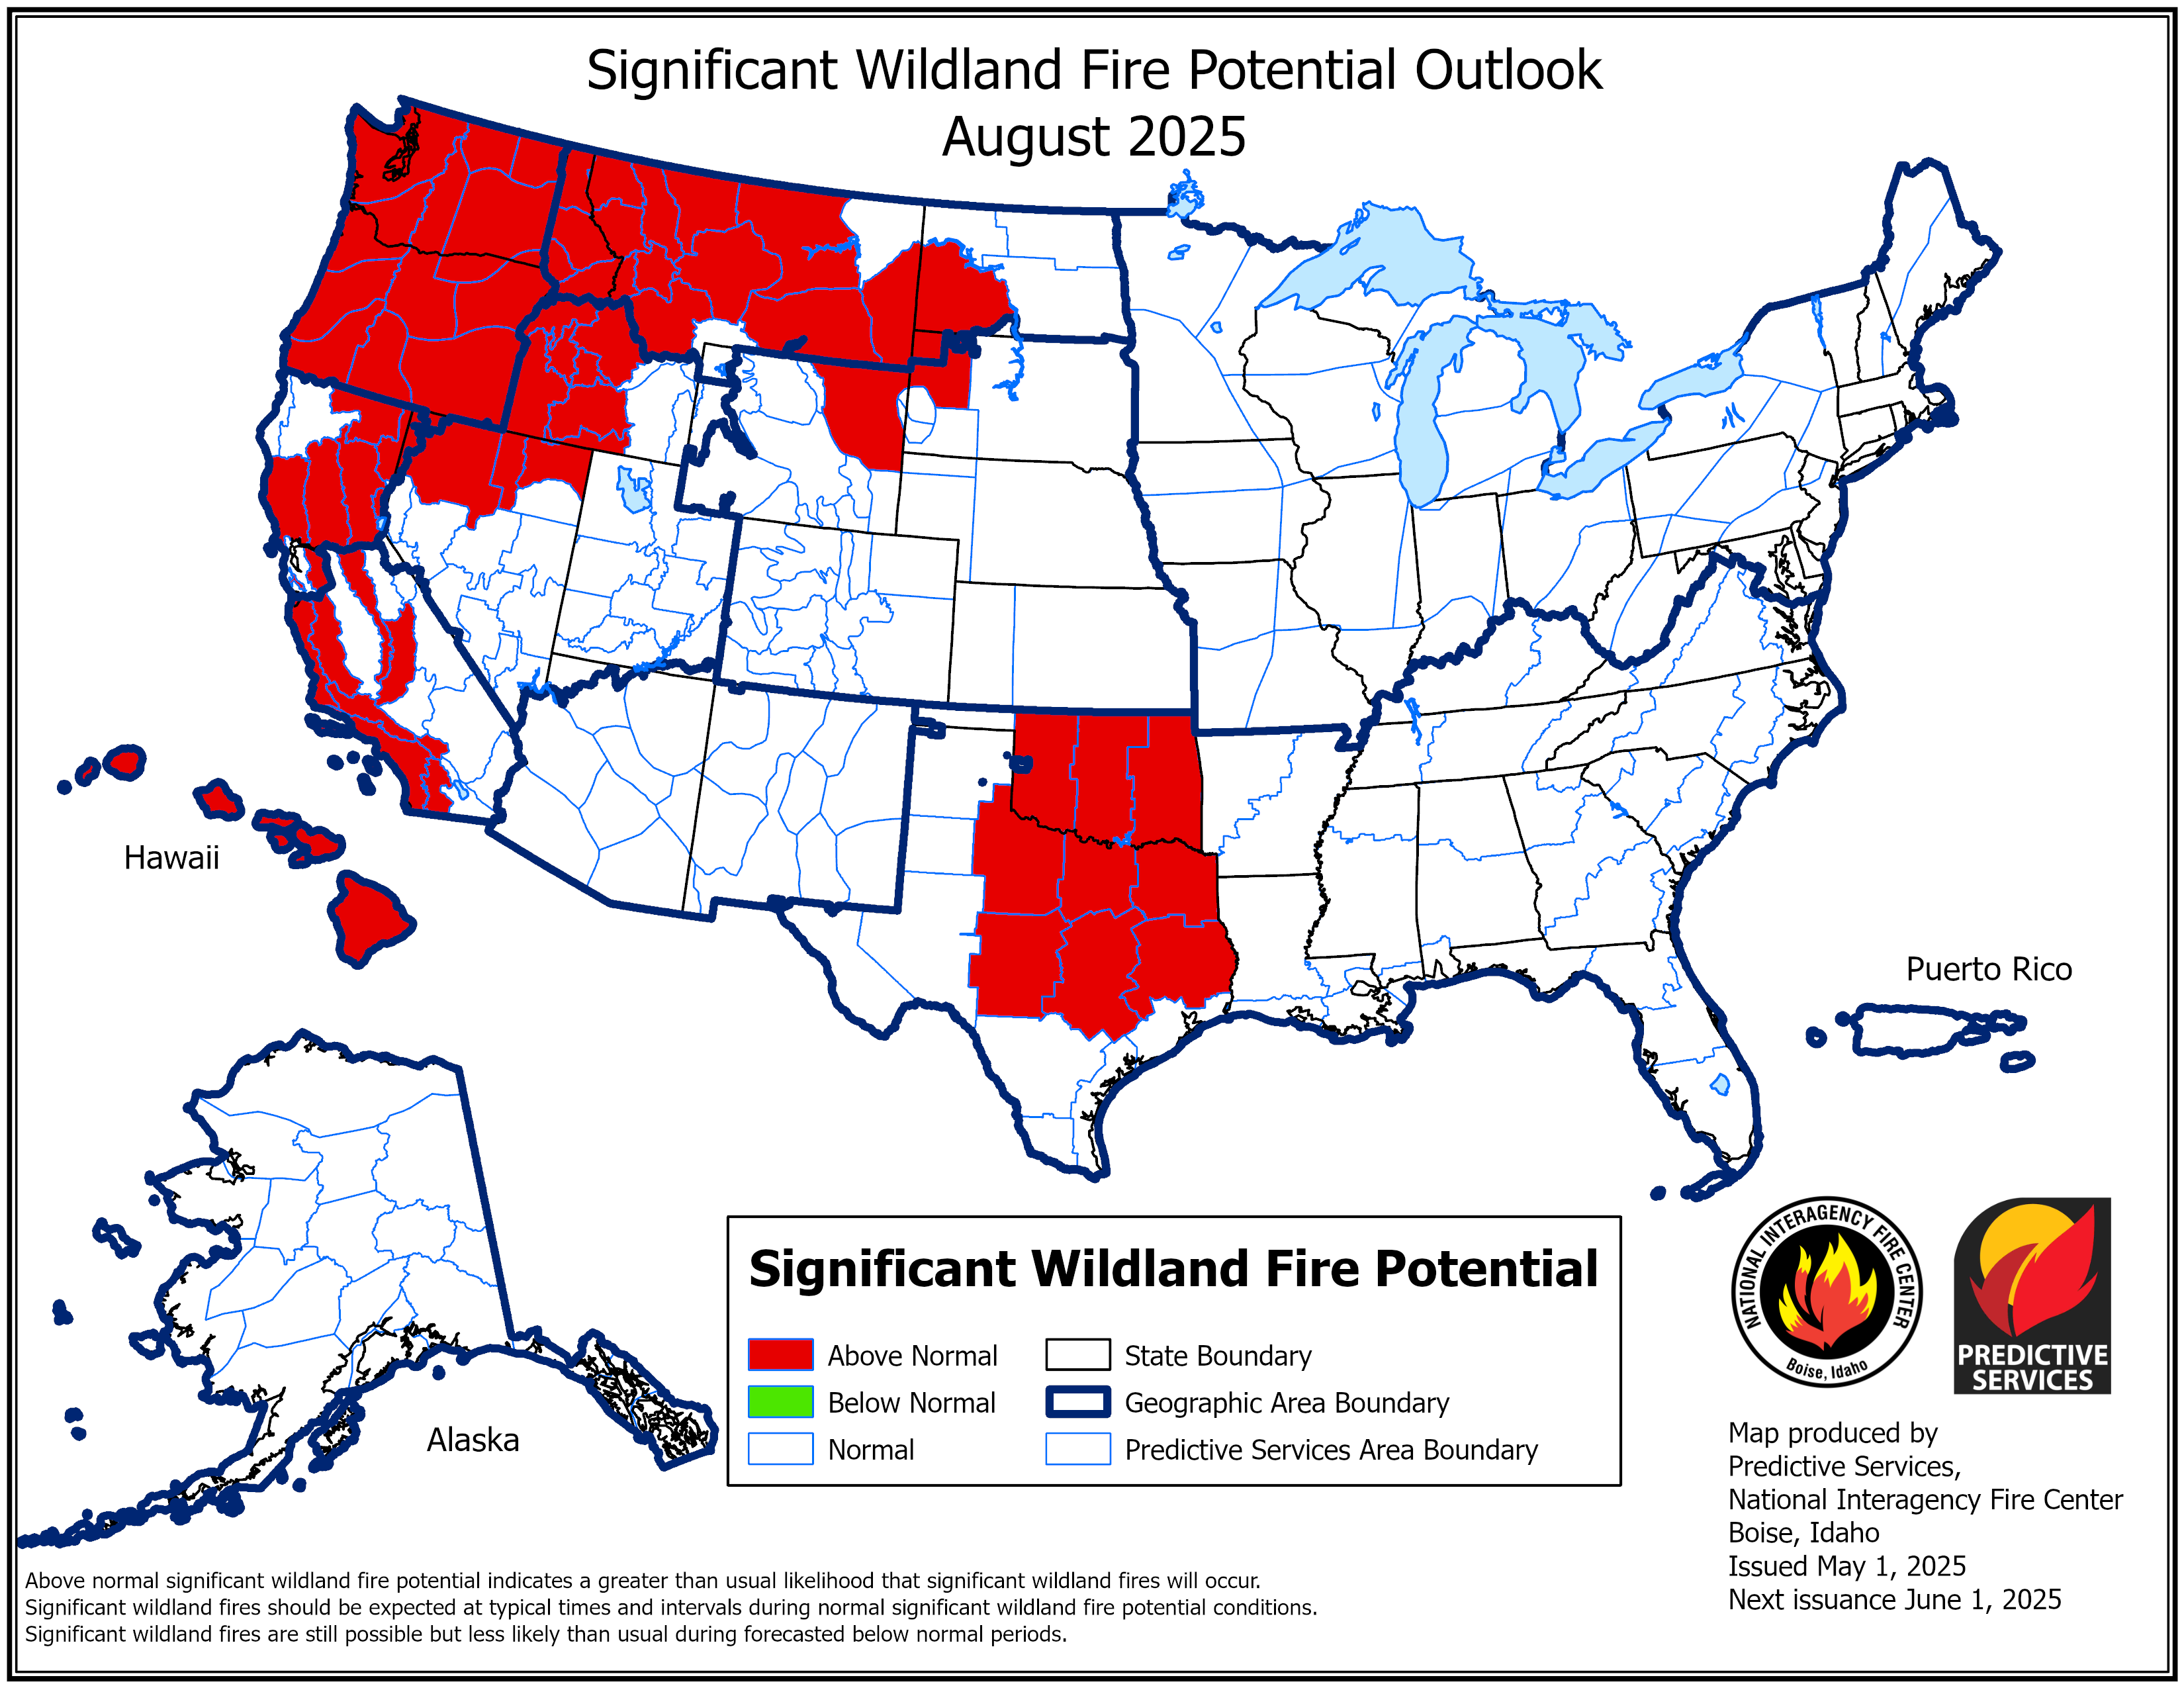 Significant Wildland Fire Potential Outlook
August 2025
Hawaii
Puerto Rico
Alaska
Significant Wildland Fire Potential
Above Normal
Below Normal
Normal
State Boundary
Geographic Area Boundary
Predictive Services Area Boundary
NATIONAL INTERAGENCY FIRE CENTER
Boise, Idaho
PREDICTIVE
SERVICES
Map produced by
Predictive Services,
National Interagency Fire Center
Boise, Idaho
Issued May 1, 2025
Next issuance June 1, 2025
Above normal significant wildland fire potential indicates a greater than usual likelihood that significant wildland fires will occur.
Significant wildland fires should be expected at typical times and intervals during normal significant wildland fire potential conditions.
Significant wildland fires are still possible but less likely than usual during forecasted below normal periods.